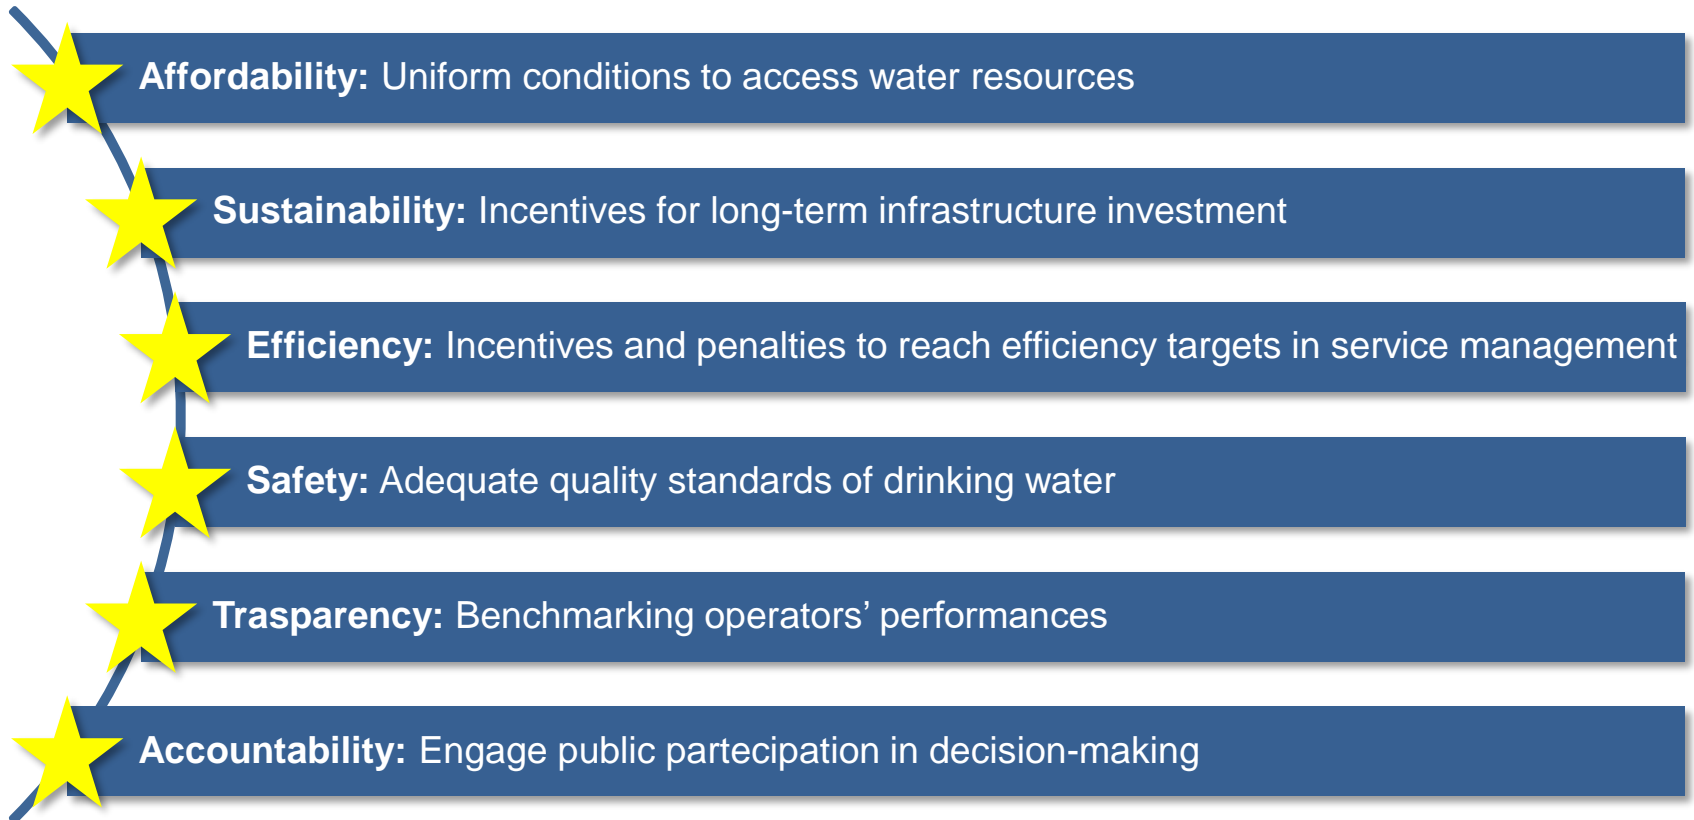 Affordability: Uniform conditions to access water resources
Sustainability: Incentives for long-term infrastructure investment
Efficiency: Incentives and penalties to reach efficiency targets in service management
Safety: Adequate quality standards of drinking water
Trasparency: Benchmarking operators’ performances
Accountability: Engage public partecipation in decision-making